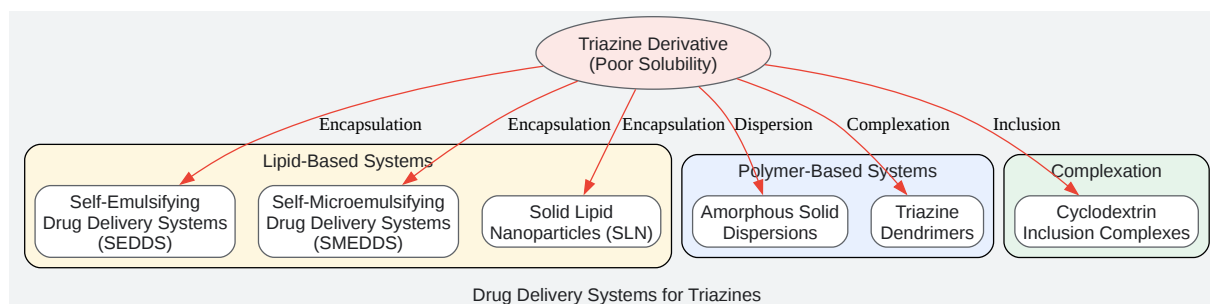 Triazine Derivative
(Poor Solubility)
Encapsulation
Encapsulation
Encapsulation
Dispersion
Complexation
Inclusion
Lipid-Based Systems
Polymer-Based Systems
Complexation
Self-Emulsifying
Drug Delivery Systems
(SEDDS)
Self-Microemulsifying
Drug Delivery Systems
(SMEDDS)
Solid Lipid
Nanoparticles (SLN)
Amorphous Solid
Dispersions
Triazine
Dendrimers
Cyclodextrin
Inclusion Complexes
Drug Delivery Systems for Triazines